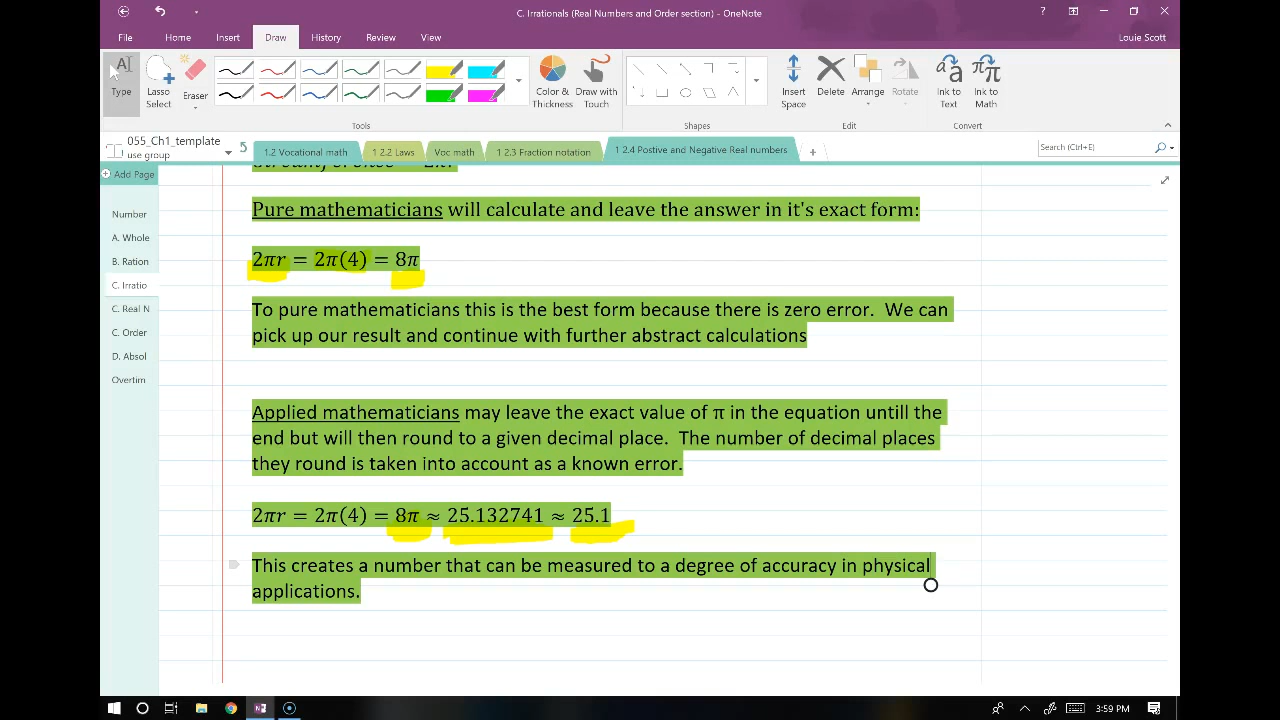 C. Irrationals (Real Numbers and Order section) - OneNote
File Home Insert Draw History Review View Louie Scott
Type
Lasso Select
Eraser
Color & Thickness
Draw with Touch
Insert Space
Delete
Arrange
Rotate
Ink to Text
Ink to Math
Tools Shapes Edit Convert
055_Ch1_template
use group
1.2 Vocational math 1 2.2 Laws Voc math 1 2.3 Fraction notation 1 2.4 Postive and Negative Real numbers
Search (Ctrl+E)
Add Page
Number
A. Whole
B. Ration
C. Irratio
C. Real N
C. Order
D. Absol
Overtim
Pure mathematicians will calculate and leave the answer in it's exact form:
2πr = 2π(4) = 8π
To pure mathematicians this is the best form because there is zero error. We can
pick up our result and continue with further abstract calculations
Applied mathematicians may leave the exact value of π in the equation untill the
end but will then round to a given decimal place. The number of decimal places
they round is taken into account as a known error.
2πr = 2π(4) = 8π ≈ 25.132741 ≈ 25.1
This creates a number that can be measured to a degree of accuracy in physical
applications.
3:59 PM